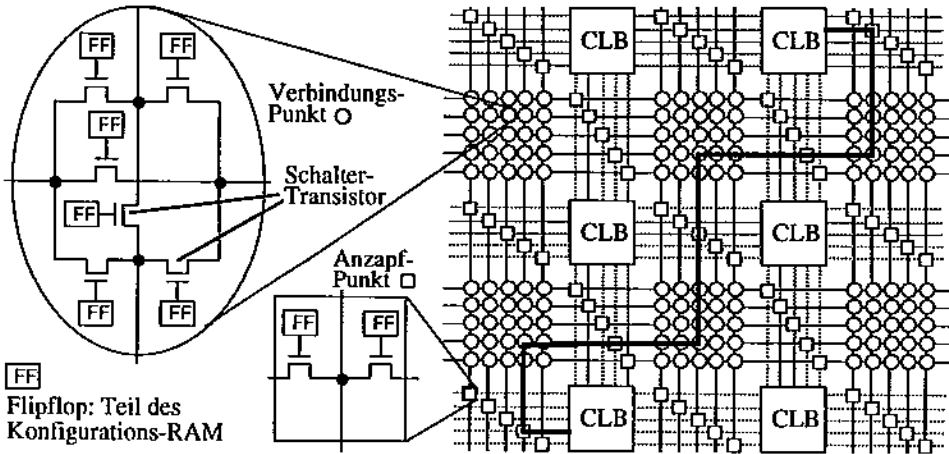 FF
FF
FF
FF
FF
FF
Verbindungs-
Punkt
Schalter-
Transistor
Anzapf-
Punkt
FF
FF
FF
Flipflop: Teil des
Konfigurations-RAM
CLB
CLB
CLB
CLB
CLB
CLB